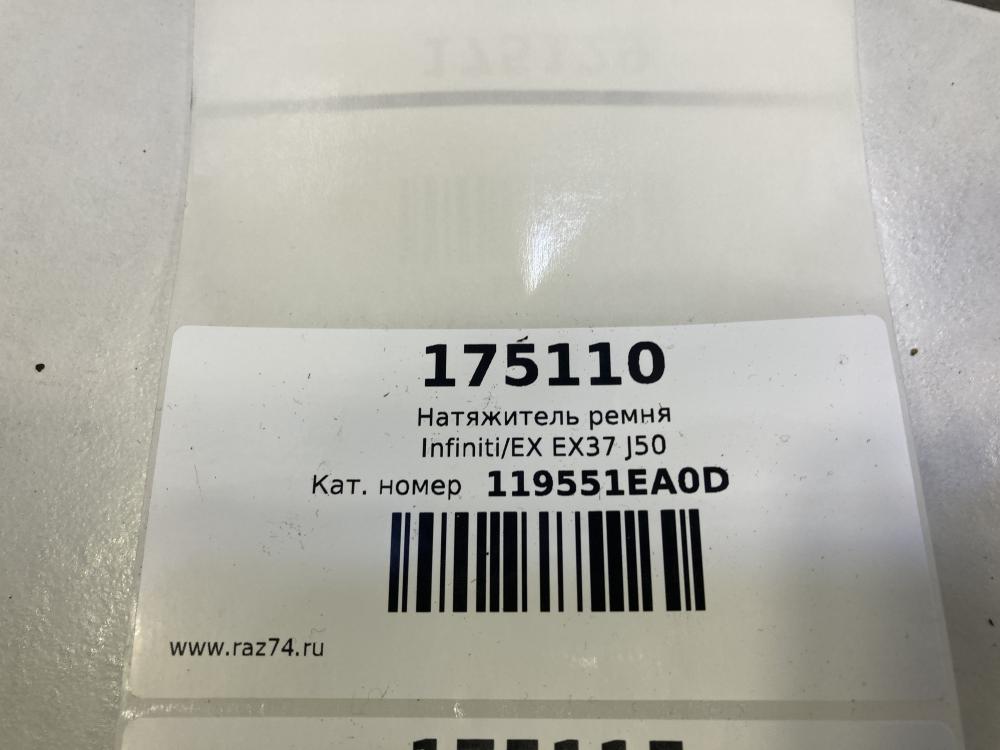 175110
Натяжитель ремня
Infiniti/EX EX37 J50
Кат. номер 119551EA0D
www.raz74.ru